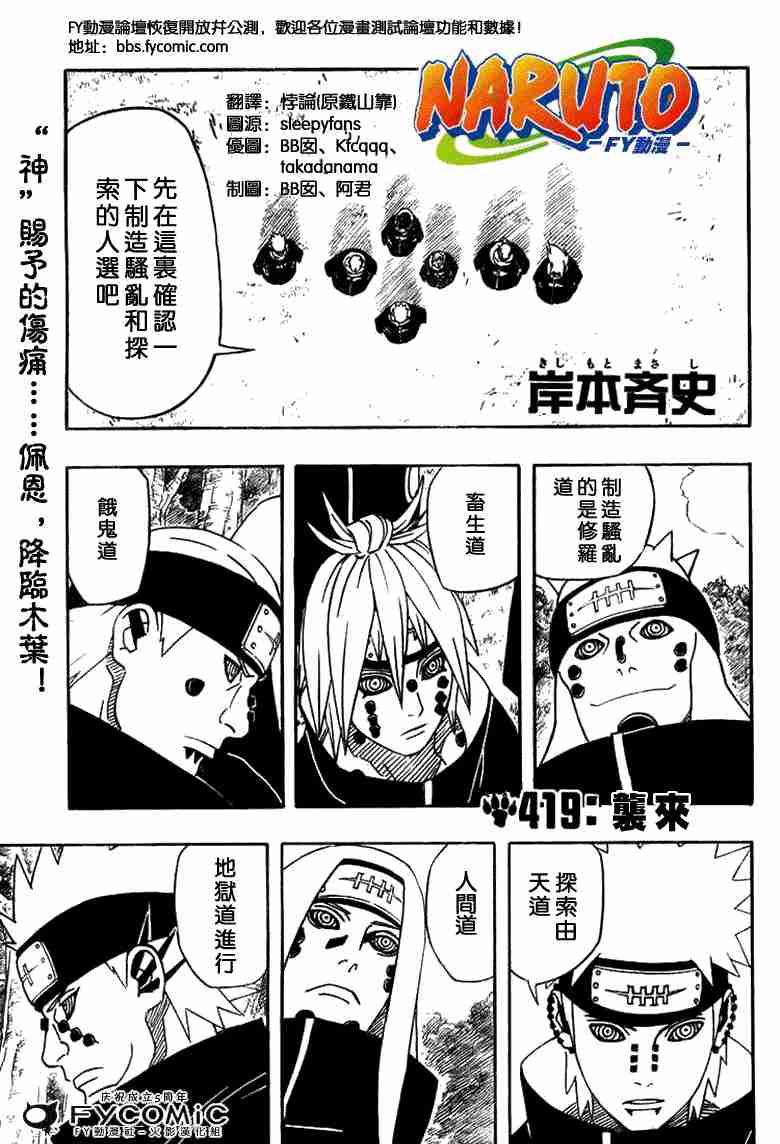 FY動漫論壇恢復開放幷公測，歡迎各位漫畫測試論壇功能和數據！
地址：bbs.fycomic.com
NARUTO
－FY動漫－
翻譯：悖論(原鐵山靠)
圖源：sleepyfans
優圖：BB囡、Kfcqqq、
takadanama
制圖：BB囡、阿君
先在這裏確認一
下制造騷亂和探
索的人選吧
“神”賜予的傷痛……佩恩，降臨木葉！
きし もと まさ し
岸本斉史
制造騷亂
的是修羅
道
畜生道
餓鬼道
419：襲來
探索由
天道
人間道
地獄道進行
庆祝成立5周年
FYCOMIC
FY動漫社－火影漢化組